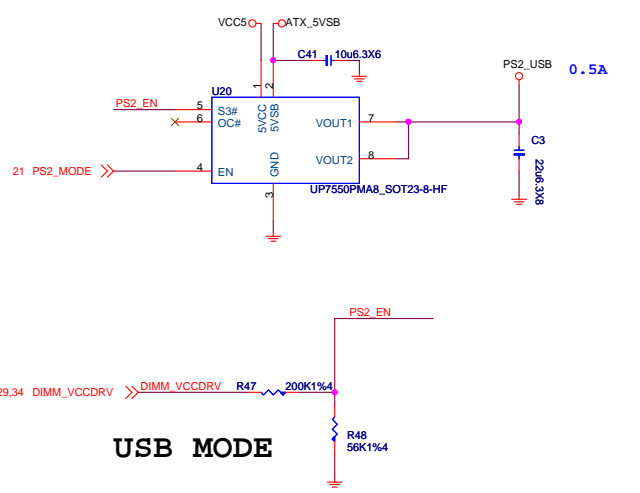 VCC5
ATX_5VSB
C41
10u6.3X6
PS2_USB
0.5A
U20
1
2
PS2_EN
5
S3#
6
OC#
5VCC
5VSB
VOUT1
7
C3
22u6.3X8
21 PS2_MODE
4
EN
GND
VOUT2
8
3
UP7550PMA8_SOT23-8-HF
PS2_EN
29,34 DIMM_VCCDRV
DIMM_VCCDRV
R47
200K1%4
R48
56K1%4
USB MODE